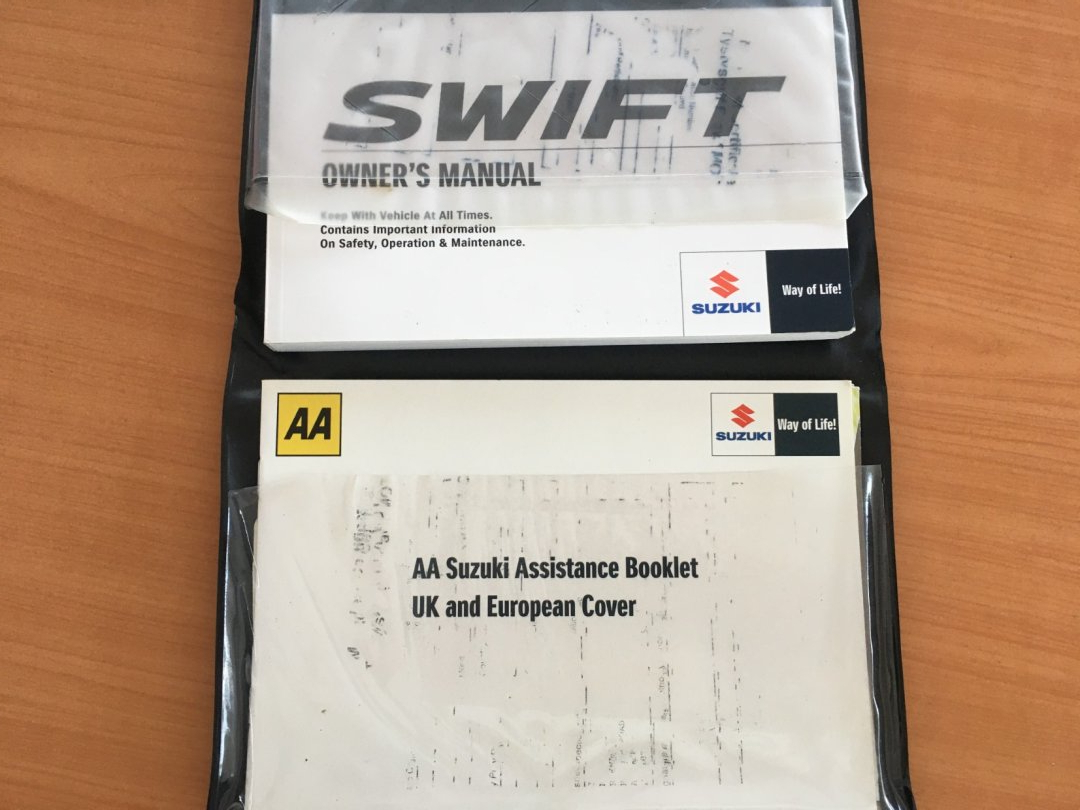 SWIFT
OWNER'S MANUAL
Keep With Vehicle At All Times.
Contains Important Information
On Safety, Operation & Maintenance.
SUZUKI
Way of Life!
AA
SUZUKI
Way of Life!
AA Suzuki Assistance Booklet
UK and European Cover